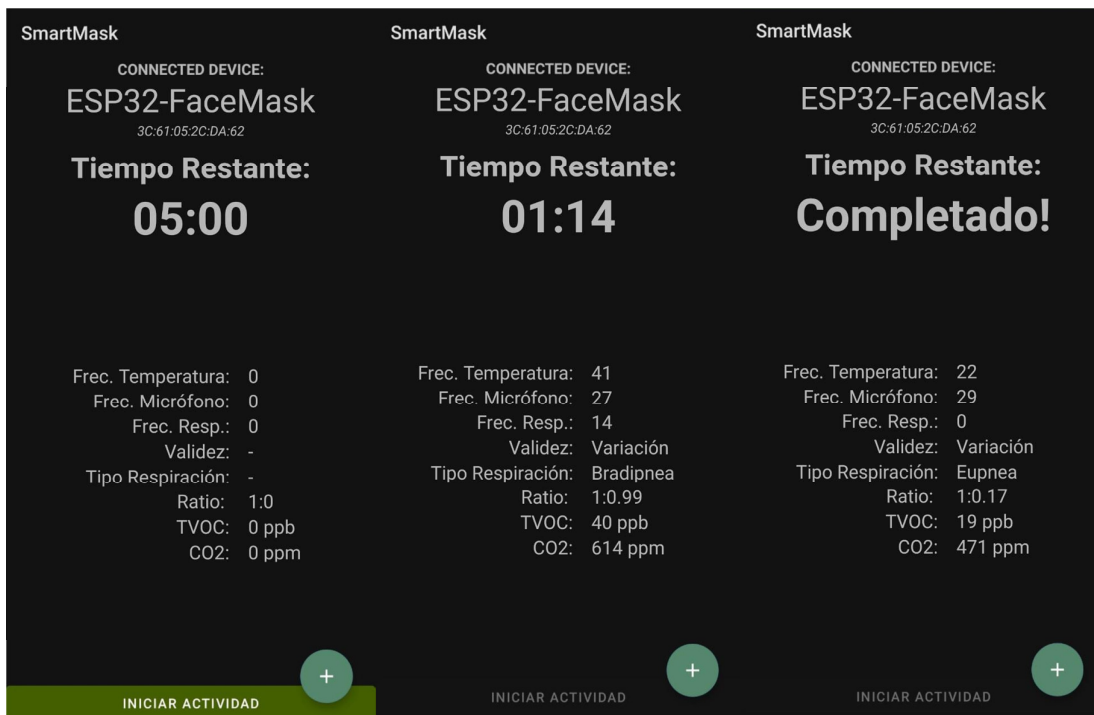 SmartMask
CONNECTED DEVICE:
ESP32-FaceMask
3C:61:05:2C:DA:62
Tiempo Restante:
05:00
Frec. Temperatura: 0
Frec. Micrófono: 0
Frec. Resp.: 0
Validez: -
Tipo Respiración: -
Ratio: 1:0
TVOC: 0 ppb
CO2: 0 ppm
+
INICIAR ACTIVIDAD
SmartMask
CONNECTED DEVICE:
ESP32-FaceMask
3C:61:05:2C:DA:62
Tiempo Restante:
01:14
Frec. Temperatura: 41
Frec. Micrófono: 27
Frec. Resp.: 14
Validez: Variación
Tipo Respiración: Bradipnea
Ratio: 1:0.99
TVOC: 40 ppb
CO2: 614 ppm
+
INICIAR ACTIVIDAD
SmartMask
CONNECTED DEVICE:
ESP32-FaceMask
3C:61:05:2C:DA:62
Tiempo Restante:
Completado!
Frec. Temperatura: 22
Frec. Micrófono: 29
Frec. Resp.: 0
Validez: Variación
Tipo Respiración: Eupnea
Ratio: 1:0.17
TVOC: 19 ppb
CO2: 471 ppm
+
INICIAR ACTIVIDAD